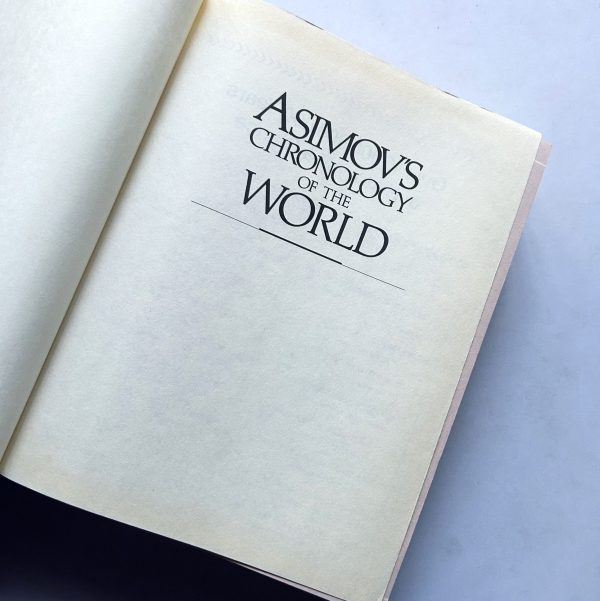 ASIMOV'S
CHRONOLOGY
OF THE
WORLD